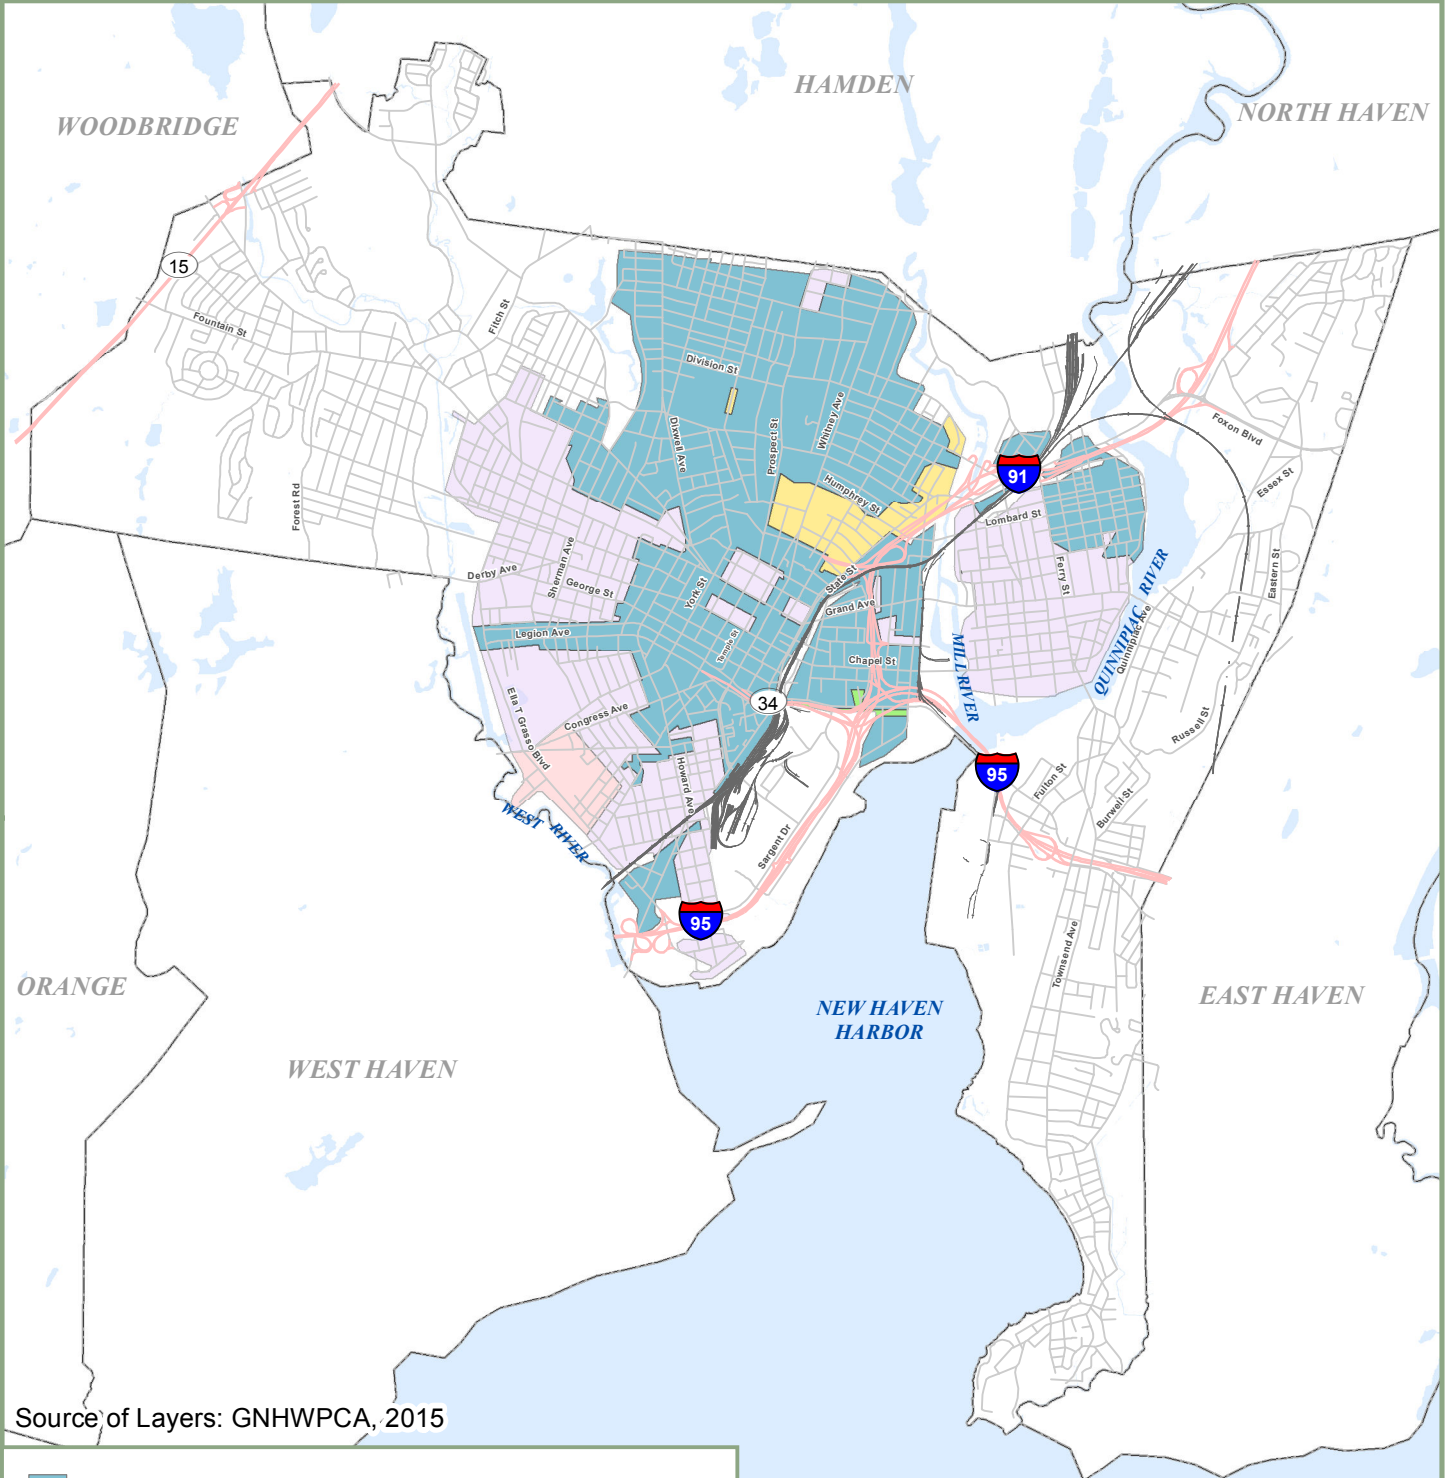 HAMDEN
NORTH HAVEN
WOODBRIDGE
15
Fountain St
Fitch St
Division St
Dixwell Ave
Prospect St
Whitney Ave
Humphrey St
91
Foxon Blvd
Essex St
Forest Rd
Lombard St
Derby Ave
Sherman Ave
George St
York St
State St
Grand Ave
Ferry St
QUINNIPIAC RIVER
Quinnipiac Ave
Eastern St
Legion Ave
Temple St
Chapel St
MILL RIVER
Ella T Grasso Blvd
Congress Ave
34
Russell St
Howard Ave
95
Fulton St
Burwell St
WEST RIVER
Sargent Dr
95
Townsend Ave
ORANGE
NEW HAVEN
HARBOR
EAST HAVEN
WEST HAVEN
Source of Layers: GNHWPCA, 2015